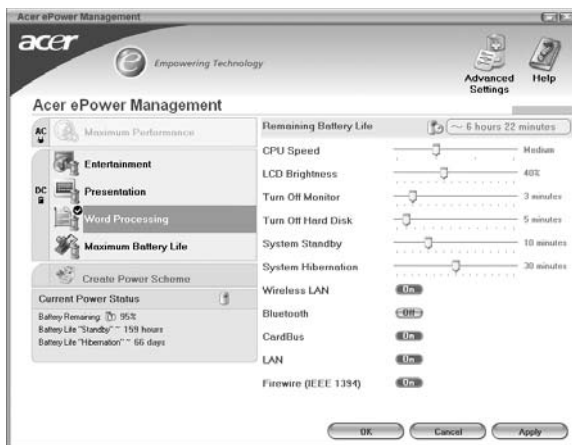 Acer ePower Management
acer
e Empowering Technology
Advanced Settings
Help
Acer ePower Management
AC
Maximum Performance
DC
Entertainment
Presentation
Word Processing
Maximum Battery Life
Create Power Scheme
Current Power Status
Battery Remaining: 95%
Battery Life "Standby" ~ 159 hours
Battery Life "Hibernation" ~ 66 days
Remaining Battery Life ~ 6 hours 22 minutes
CPU Speed Medium
LCD Brightness 40%
Turn Off Monitor 3 minutes
Turn Off Hard Disk 5 minutes
System Standby 10 minutes
System Hibernation 30 minutes
Wireless LAN On
Bluetooth Off
CardBus On
LAN On
Firewire (IEEE 1394) On
OK Cancel Apply